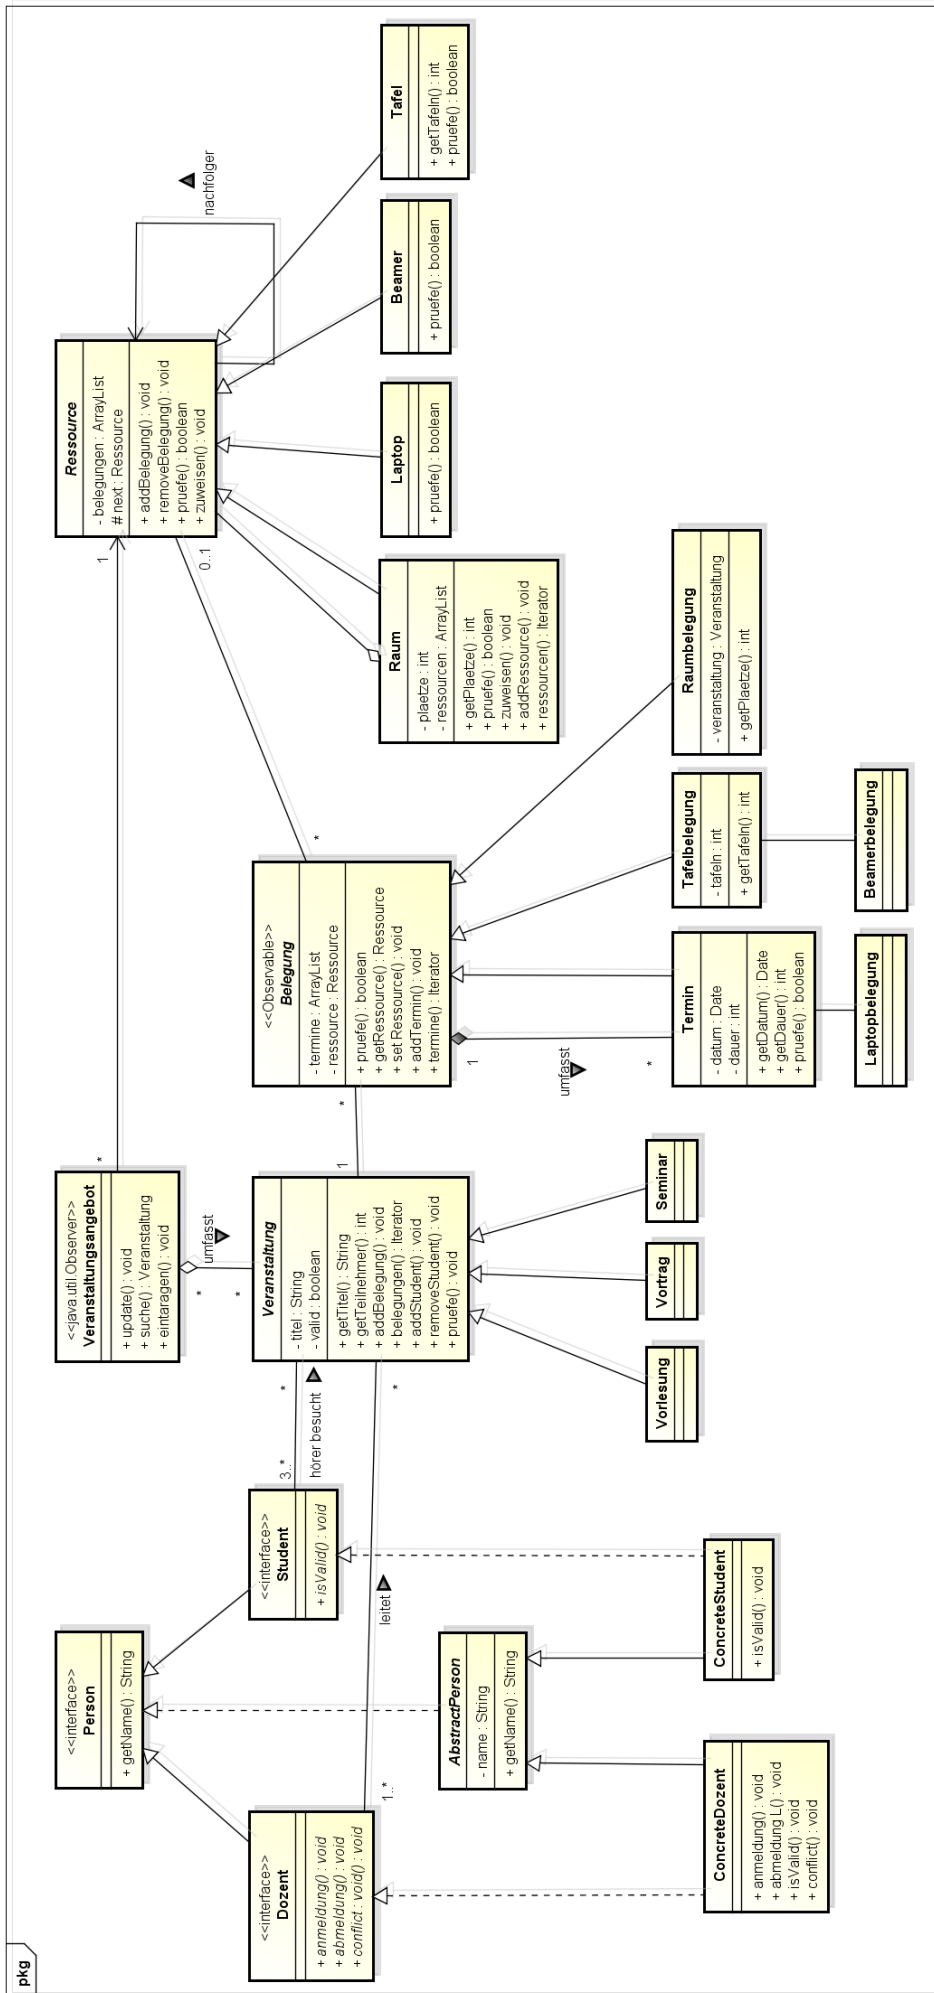 pkg
<<interface>>
Person
+ getName() : String
<<interface>>
Dozent
+ anmeldung() : void
+ abmeldung() : void
+ conflict : void() : void
<<interface>>
Student
+ isValid() : void
AbstractPerson
- name : String
+ getName() : String
ConcreteDozent
+ anmeldung() : void
+ abmeldung L() : void
+ isValid() : void
+ conflict() : void
ConcreteStudent
+ isValid() : void
1..*
leitet
*
3..*
hörer besucht
*
<<java.util.Observer>>
Veranstaltungsangebot
+ update() : void
+ suche() : Veranstaltung
+ eintaragen() : void
*
umfasst
*
*
1
Veranstaltung
- titel : String
- valid : boolean
+ getTitel() : String
+ getTeilnehmer() : int
+ addBelegung() : void
+ belegungen() : Iterator
+ addStudent() : void
+ removeStudent() : void
+ pruefe() : void
1
*
Vorlesung
Vortrag
Seminar
<<Observable>>
Belegung
- termine : ArrayList
- ressource : Ressource
+ pruefe() : boolean
+ getRessource() : Ressource
+ set Ressource() : void
+ addTermin() : void
+ termine() : Iterator
*
0..1
1
umfasst
*
Termin
- datum : Date
- dauer : int
+ getDatum() : Date
+ getDauer() : int
+ pruefe() : boolean
Tafelbelegung
- tafeln : int
+ getTafeln() : int
Raumbelegung
- veranstaltung : Veranstaltung
+ getPlaetze() : int
Laptopbelegung
Beamerbelegung
Ressource
- belegungen : ArrayList
# next : Ressource
+ addBelegung() : void
+ removeBelegung() : void
+ pruefe() : boolean
+ zuweisen() : void
nachfolger
Raum
- plaetze : int
- ressourcen : ArrayList
+ getPlaetze() : int
+ pruefe() : boolean
+ zuweisen() : void
+ addRessource() : void
+ ressourcen() : Iterator
Laptop
+ pruefe() : boolean
Beamer
+ pruefe() : boolean
Tafel
+ getTafeln() : int
+ pruefe() : boolean